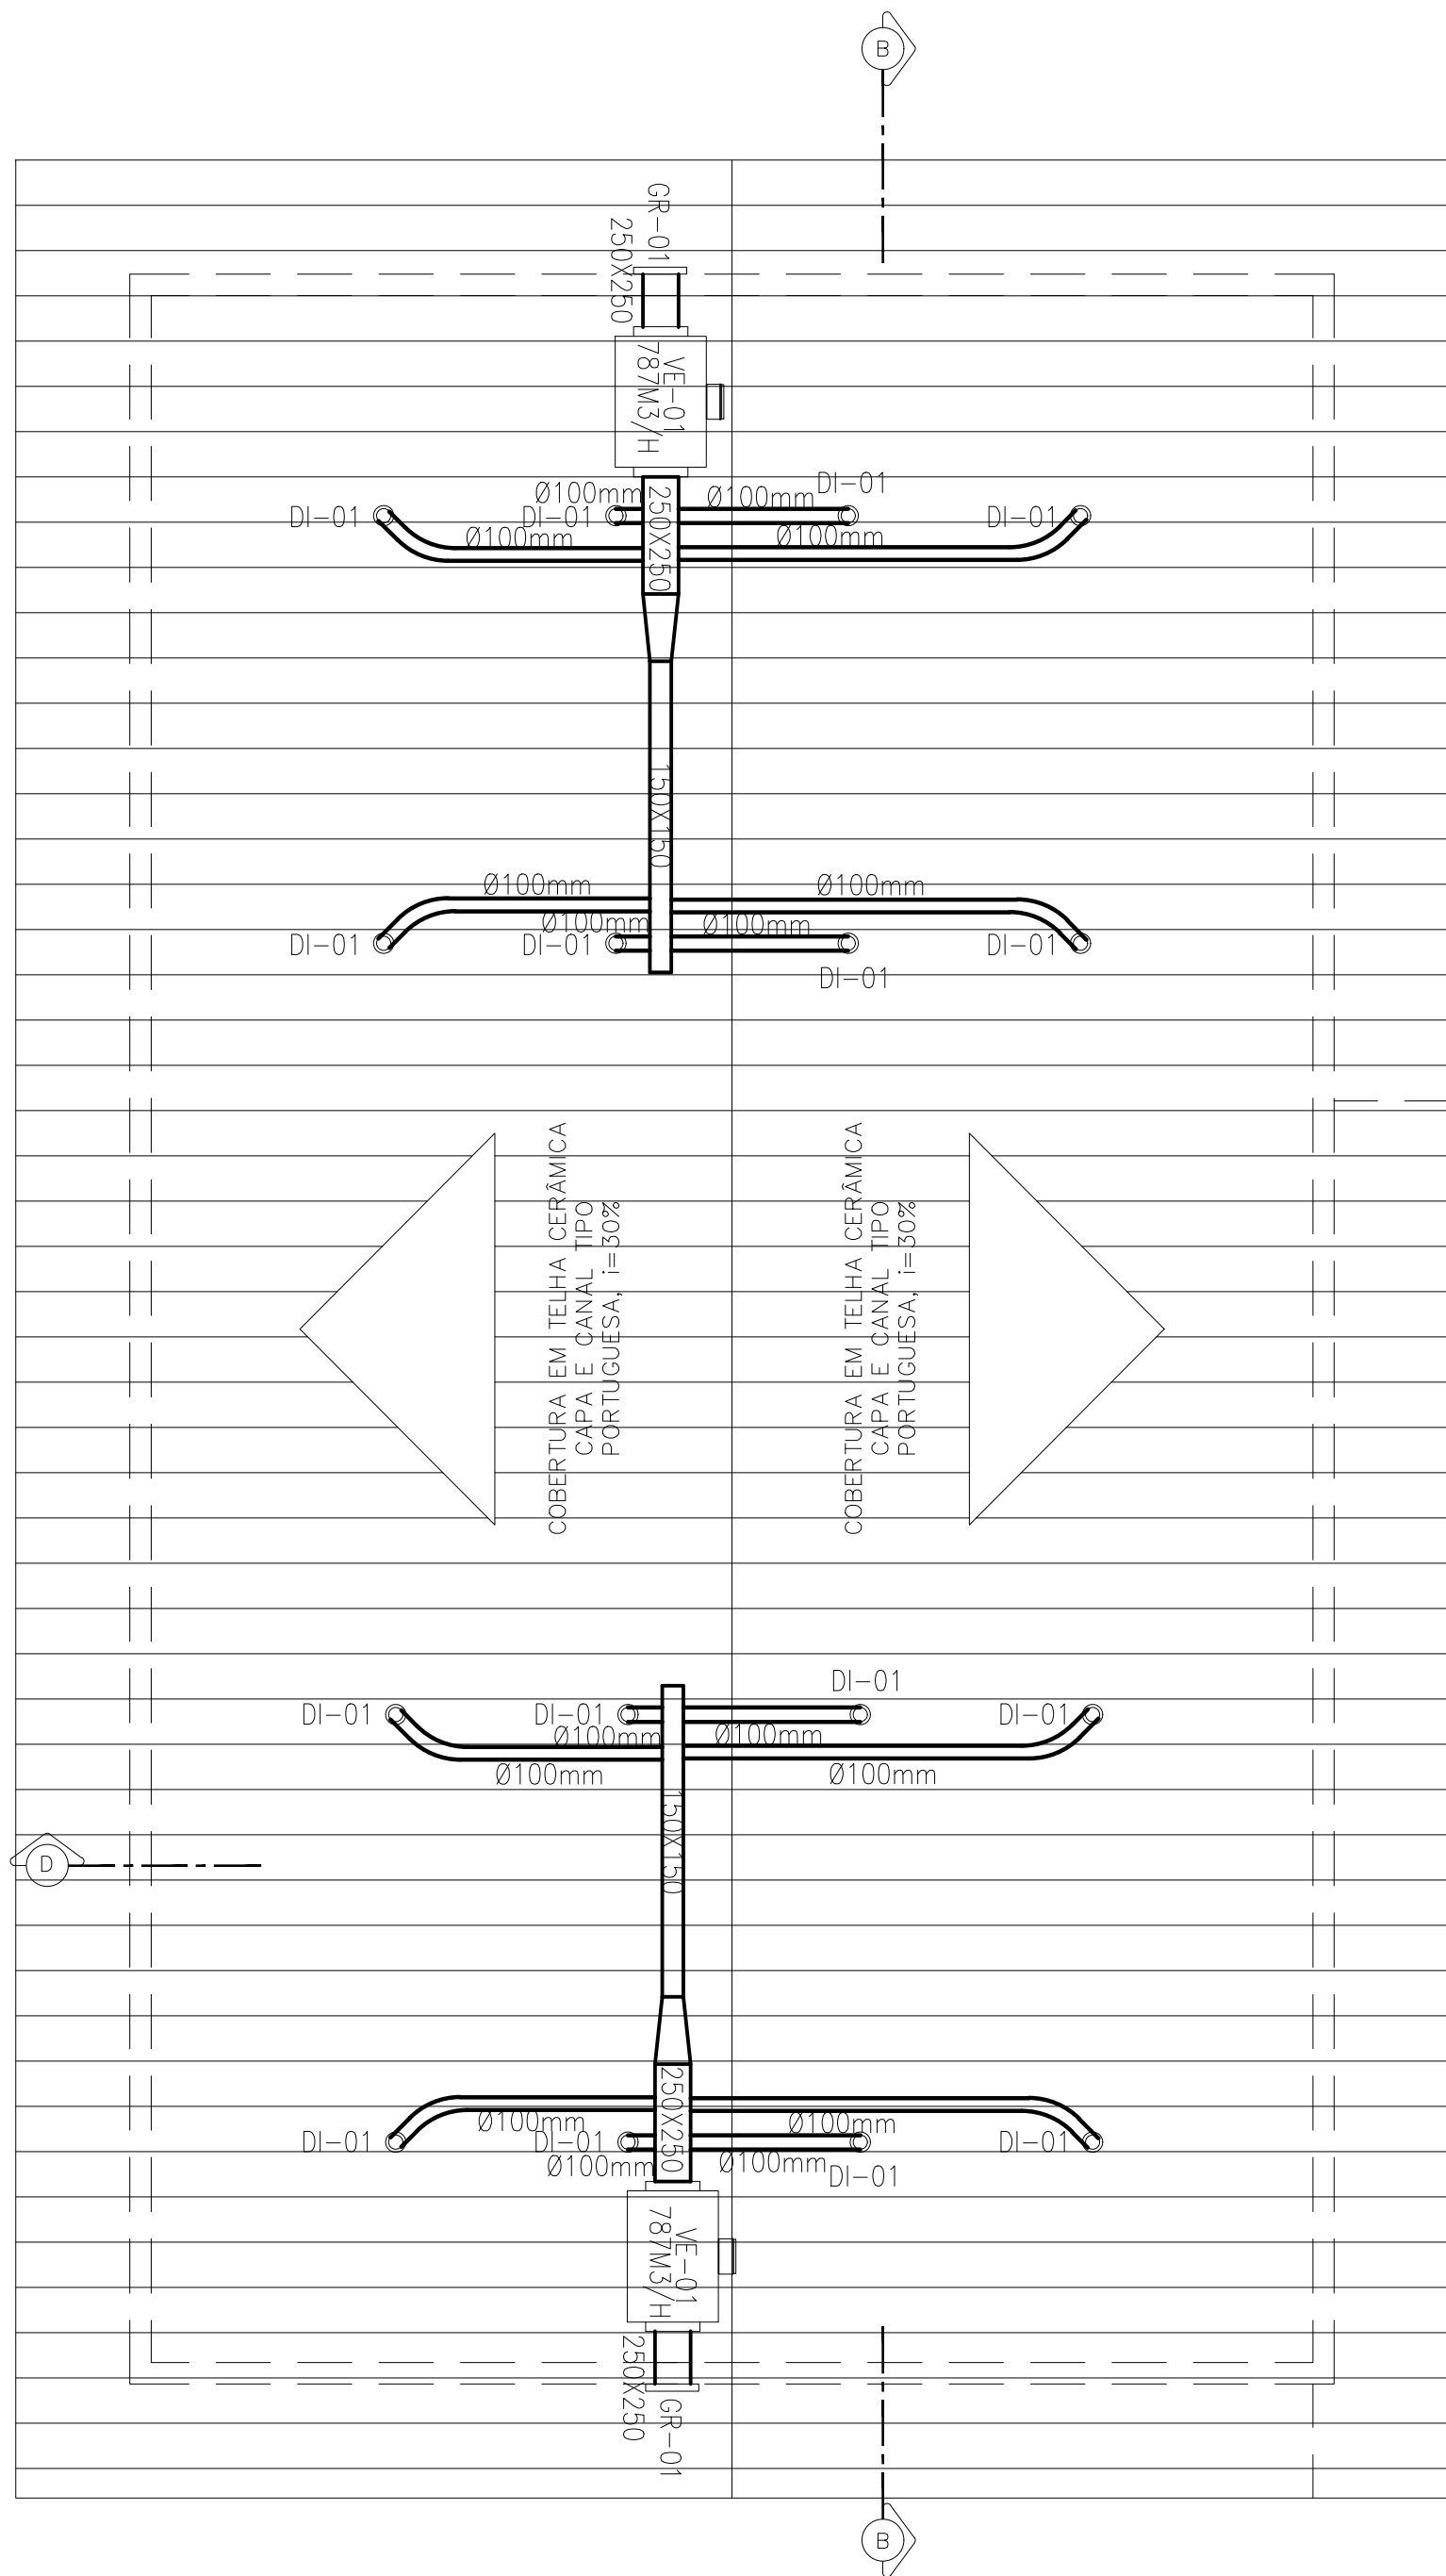 B
GR-01
250X250
VE-01
787M3/H
DI-01
Ø100mm
Ø100mm
DI-01
DI-01
250X250
DI-01
Ø100mm
Ø100mm
150X150
Ø100mm
Ø100mm
Ø100mm
Ø100mm
DI-01
DI-01
DI-01
DI-01
COBERTURA EM TELHA CERÂMICA
CAPA E CANAL TIPO
PORTUGUESA, i=30%
COBERTURA EM TELHA CERÂMICA
CAPA E CANAL TIPO
PORTUGUESA, i=30%
DI-01
DI-01
DI-01
DI-01
Ø100mm
Ø100mm
Ø100mm
Ø100mm
150X150
D
250X250
Ø100mm
Ø100mm
DI-01
DI-01
DI-01
Ø100mm
Ø100mm
DI-01
VE-01
787M3/H
250X250
GR-01
B